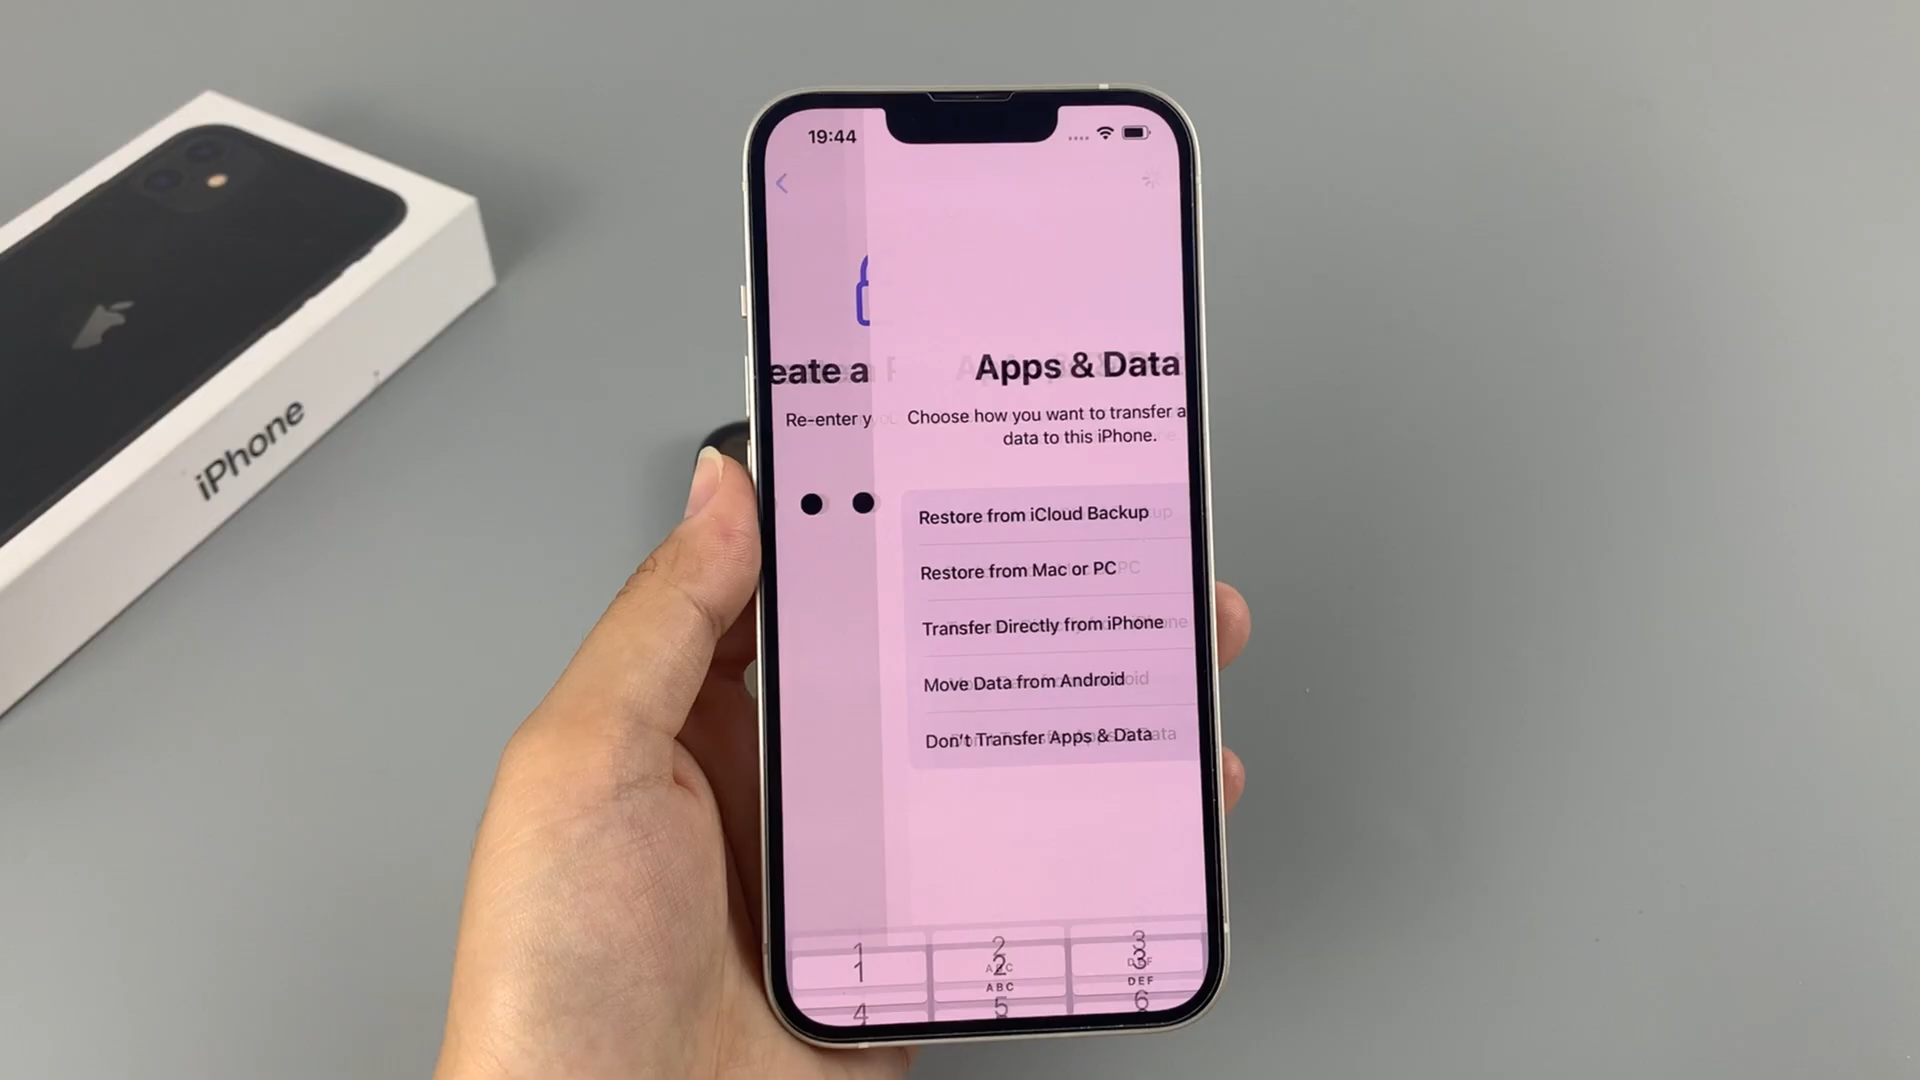 iPhone
19:44
eate a
Re-enter y
Apps & Data
Choose how you want to transfer a
data to this iPhone.
Restore from iCloud Backup
Restore from Mac or PC
Transfer Directly from iPhone
Move Data from Android
Don't Transfer Apps & Data
1 2 3
ABC DEF
4 5 6